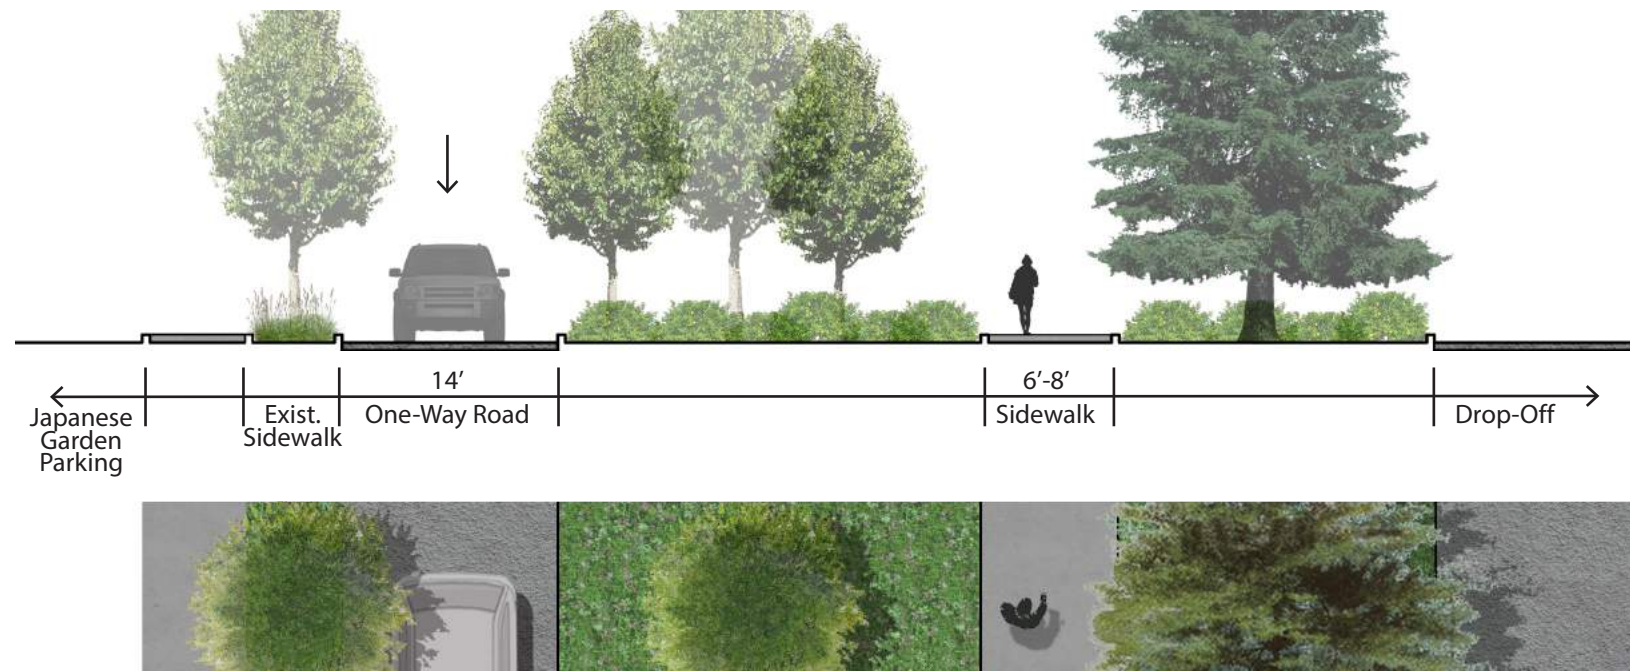 14’
6’-8’
Japanese
Garden
Parking
Exist.
Sidewalk
One-Way Road
Sidewalk
Drop-Off